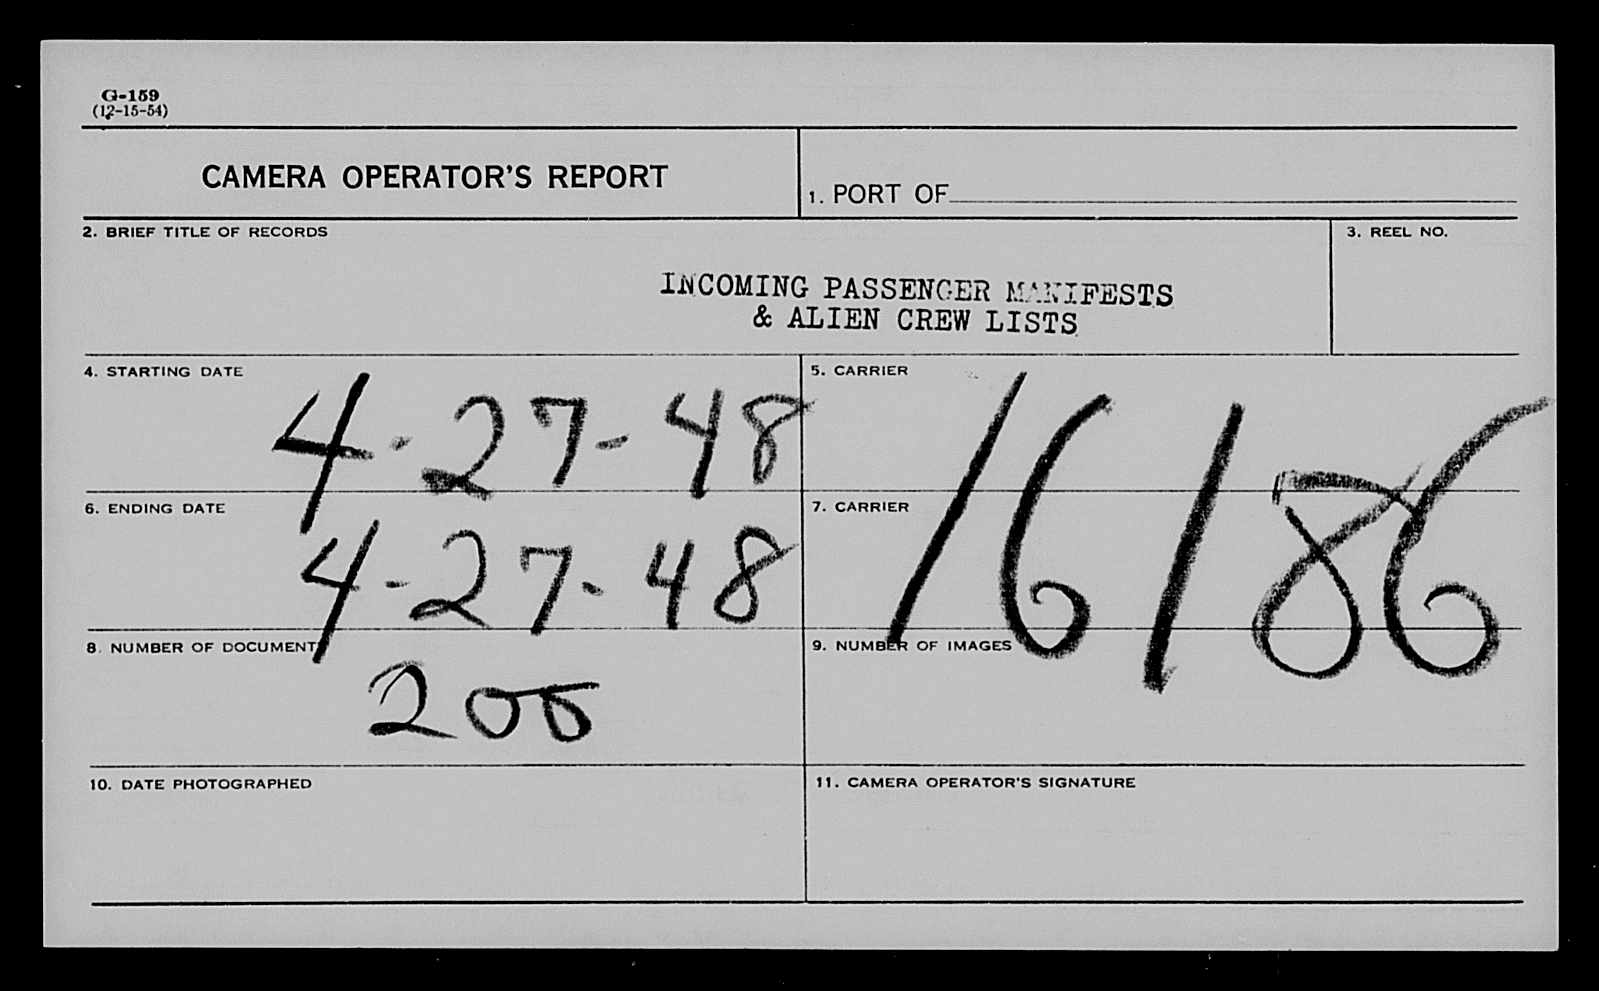 G-159
(12-15-54)
CAMERA OPERATOR'S REPORT
1. PORT OF
2. BRIEF TITLE OF RECORDS
3. REEL NO.
INCOMING PASSENGER MANIFESTS
& ALIEN CREW LISTS
4. STARTING DATE
4-27-48
5. CARRIER
16186
6. ENDING DATE
4-27-48
7. CARRIER
8. NUMBER OF DOCUMENTS
200
9. NUMBER OF IMAGES
10. DATE PHOTOGRAPHED
11. CAMERA OPERATOR'S SIGNATURE